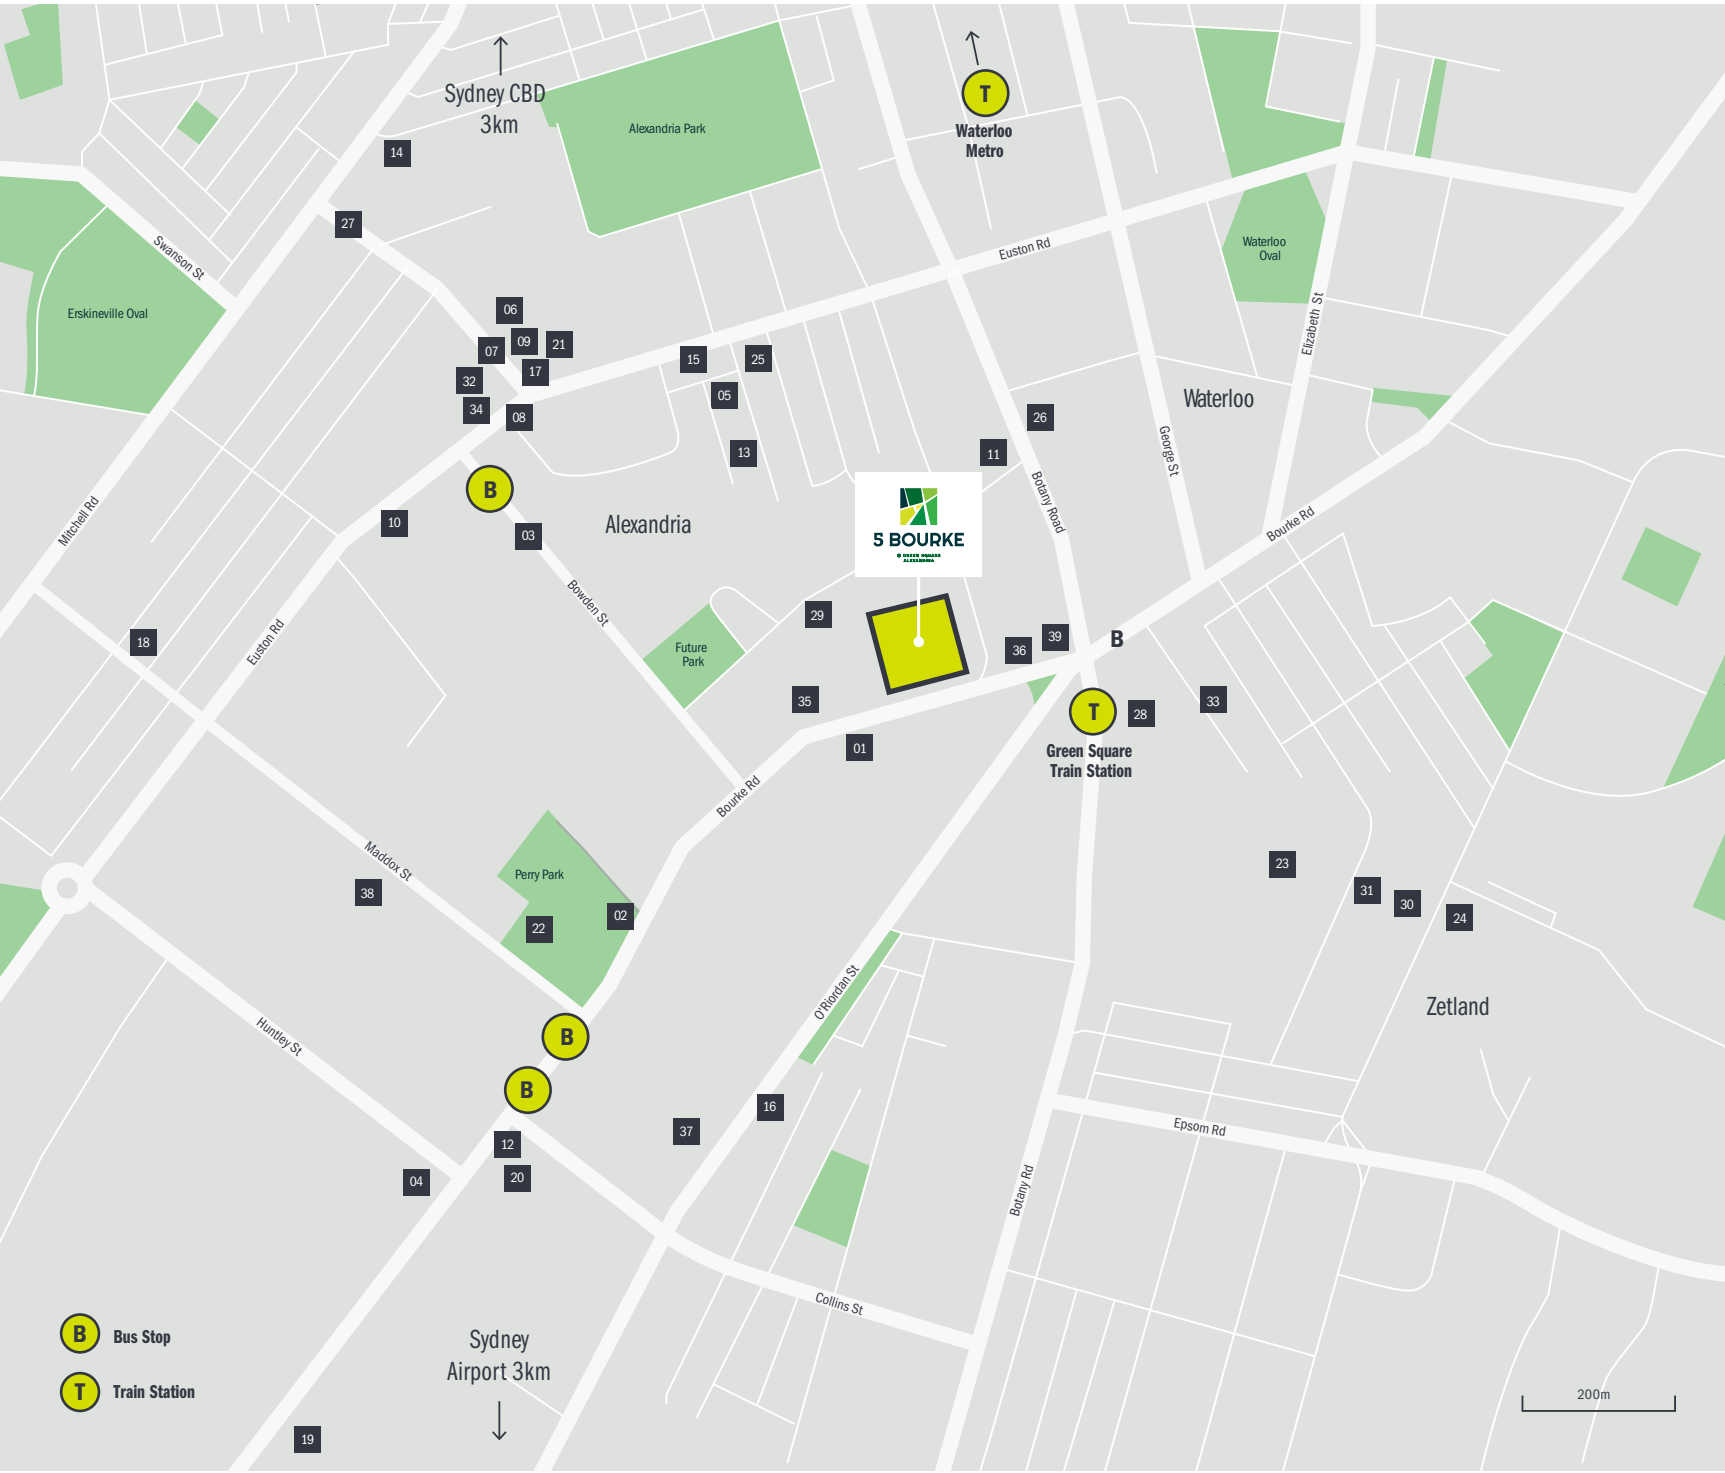 Sydney CBD
3km
Alexandria Park
T
Waterloo
Metro
14
27
Swanson St
Erskineville Oval
Euston Rd
Waterloo
Oval
Elizabeth St
06
09
21
07
17
32
34
08
15
25
05
13
26
11
Waterloo
George St
Botany Road
Bourke Rd
Mitchell Rd
B
10
03
Alexandria
5 BOURKE
@ GREEN SQUARE
ALEXANDRIA
Bowden St
29
Future
Park
18
Euston Rd
36
39
B
35
01
T
28
33
Green Square
Train Station
Bourke Rd
Maddox St
38
Perry Park
22
02
23
31
30
24
O'Riordan St
Zetland
Huntley St
B
B
12
20
04
37
16
Epsom Rd
Botany Rd
Collins St
B
Bus Stop
T
Train Station
Sydney
Airport 3km
19
200m